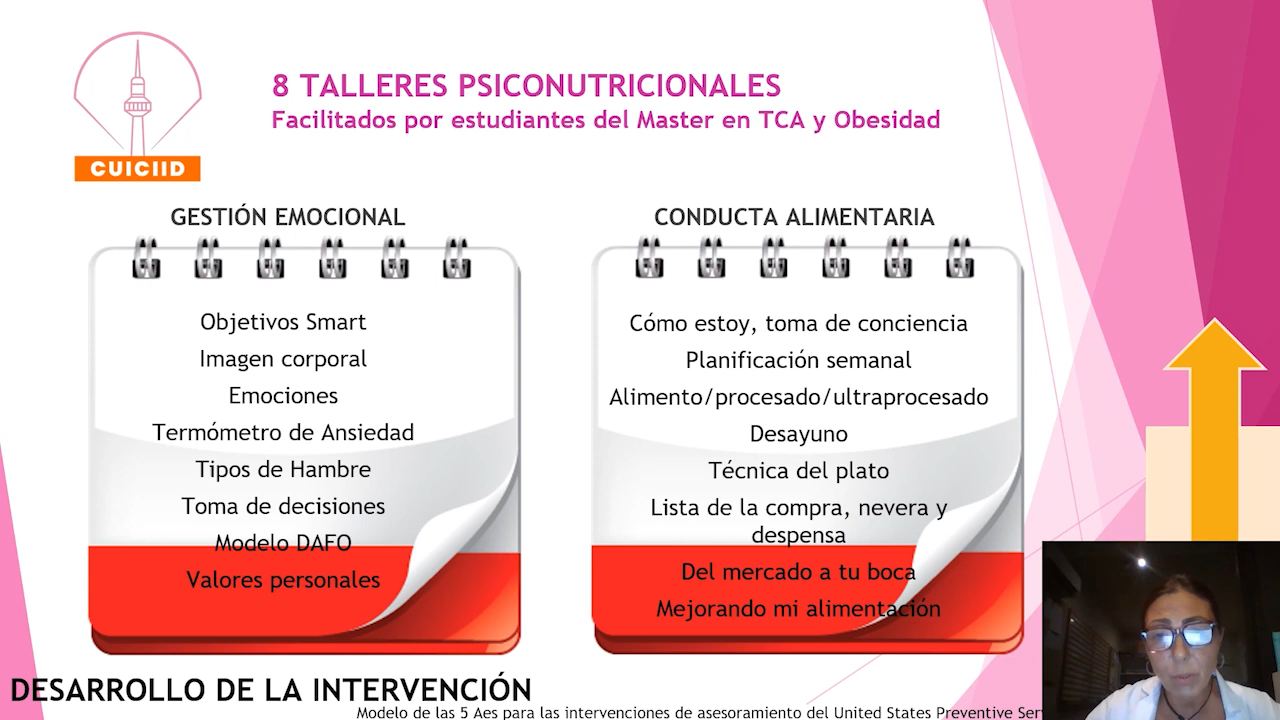 8 TALLERES PSICONUTRICIONALES
Facilitados por estudiantes del Master en TCA y Obesidad
CUICIID
GESTIÓN EMOCIONAL
Objetivos Smart
Imagen corporal
Emociones
Termómetro de Ansiedad
Tipos de Hambre
Toma de decisiones
Modelo DAFO
Valores personales
CONDUCTA ALIMENTARIA
Cómo estoy, toma de conciencia
Planificación semanal
Alimento/procesado/ultraprocesado
Desayuno
Técnica del plato
Lista de la compra, nevera y
despensa
Del mercado a tu boca
Mejorando mi alimentación
DESARROLLO DE LA INTERVENCIÓN
Modelo de las 5 Aes para las intervenciones de asesoramiento del United States Preventive